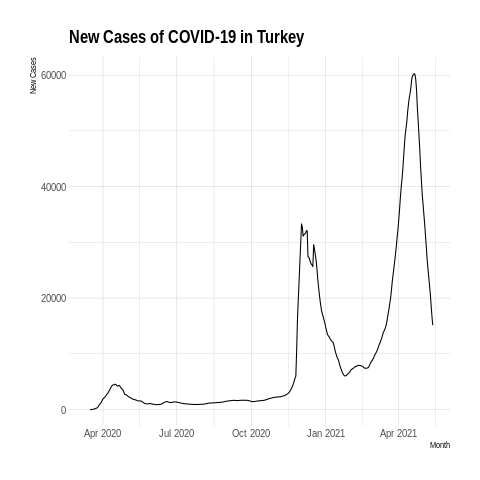 New Cases of COVID-19 in Turkey
New Cases
60000
40000
20000
0
Apr 2020 Jul 2020 Oct 2020 Jan 2021 Apr 2021
Month